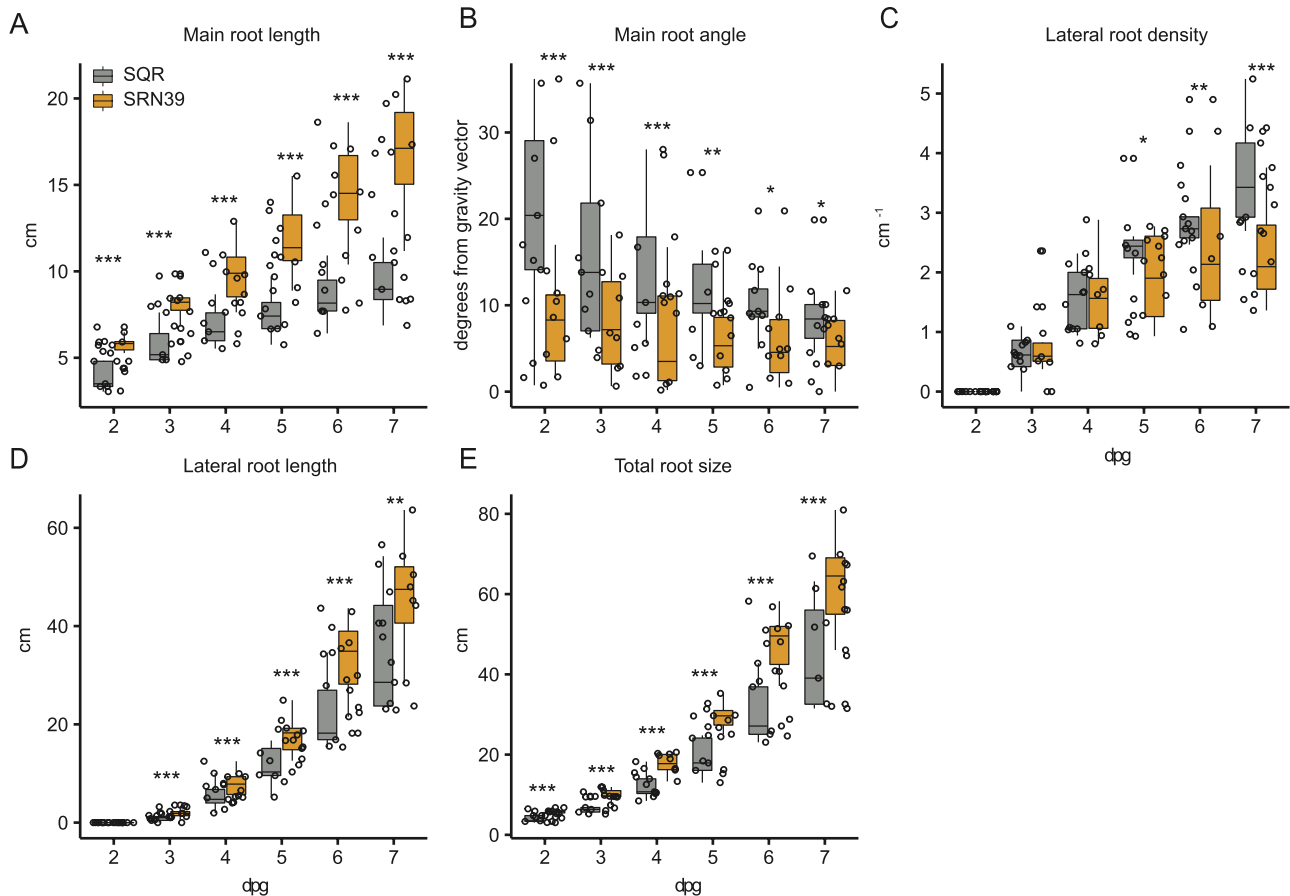 A
Main root length
SQR
SRN39
cm
20
15
10
5
***
***
***
***
***
***
2 3 4 5 6 7
B
Main root angle
degrees from gravity vector
30
20
10
0
***
***
***
**
*
*
2 3 4 5 6 7
C
Lateral root density
cm -1
5
4
3
2
1
0
*
**
***
2 3 4 5 6 7
dpg
D
Lateral root length
cm
60
40
20
0
***
***
***
***
**
2 3 4 5 6 7
dpg
E
Total root size
cm
80
60
40
20
0
***
***
***
***
***
***
2 3 4 5 6 7
dpg